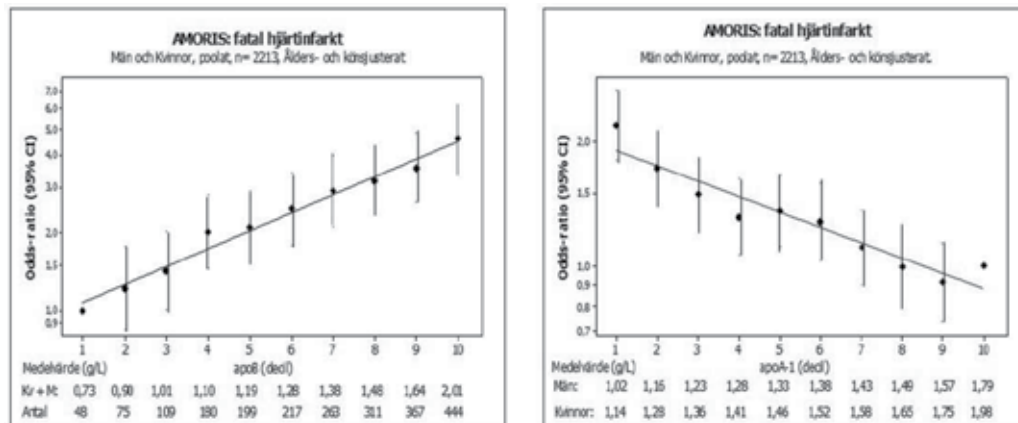 AMORIS: fatal hjärtinfarkt
Män och Kvinnor, poolat, n= 2213, Ålders- och könsjusterat
Odds-ratio (95% CI)
7,0
6,0
5,0
4,0
3,0
2,0
1,5
1,0
0,9
1 2 3 4 5 6 7 8 9 10
Medelvärde (g/L) apoB (decil)
Kv + M: 0,73 0,90 1,01 1,10 1,19 1,28 1,38 1,48 1,64 2,01
Antal 48 75 109 180 199 217 263 311 367 444
AMORIS: fatal hjärtinfarkt
Män och Kvinnor, poolat, n= 2213, Ålders- och könsjusterat
Odds-ratio (95% CI)
2,0
1,5
1,0
0,9
0,8
0,7
1 2 3 4 5 6 7 8 9 10
Medelvärde (g/L) apoA-1 (decil)
Män: 1,02 1,16 1,23 1,28 1,33 1,38 1,43 1,49 1,57 1,79
Kvinnor: 1,14 1,28 1,36 1,41 1,46 1,52 1,58 1,65 1,75 1,98